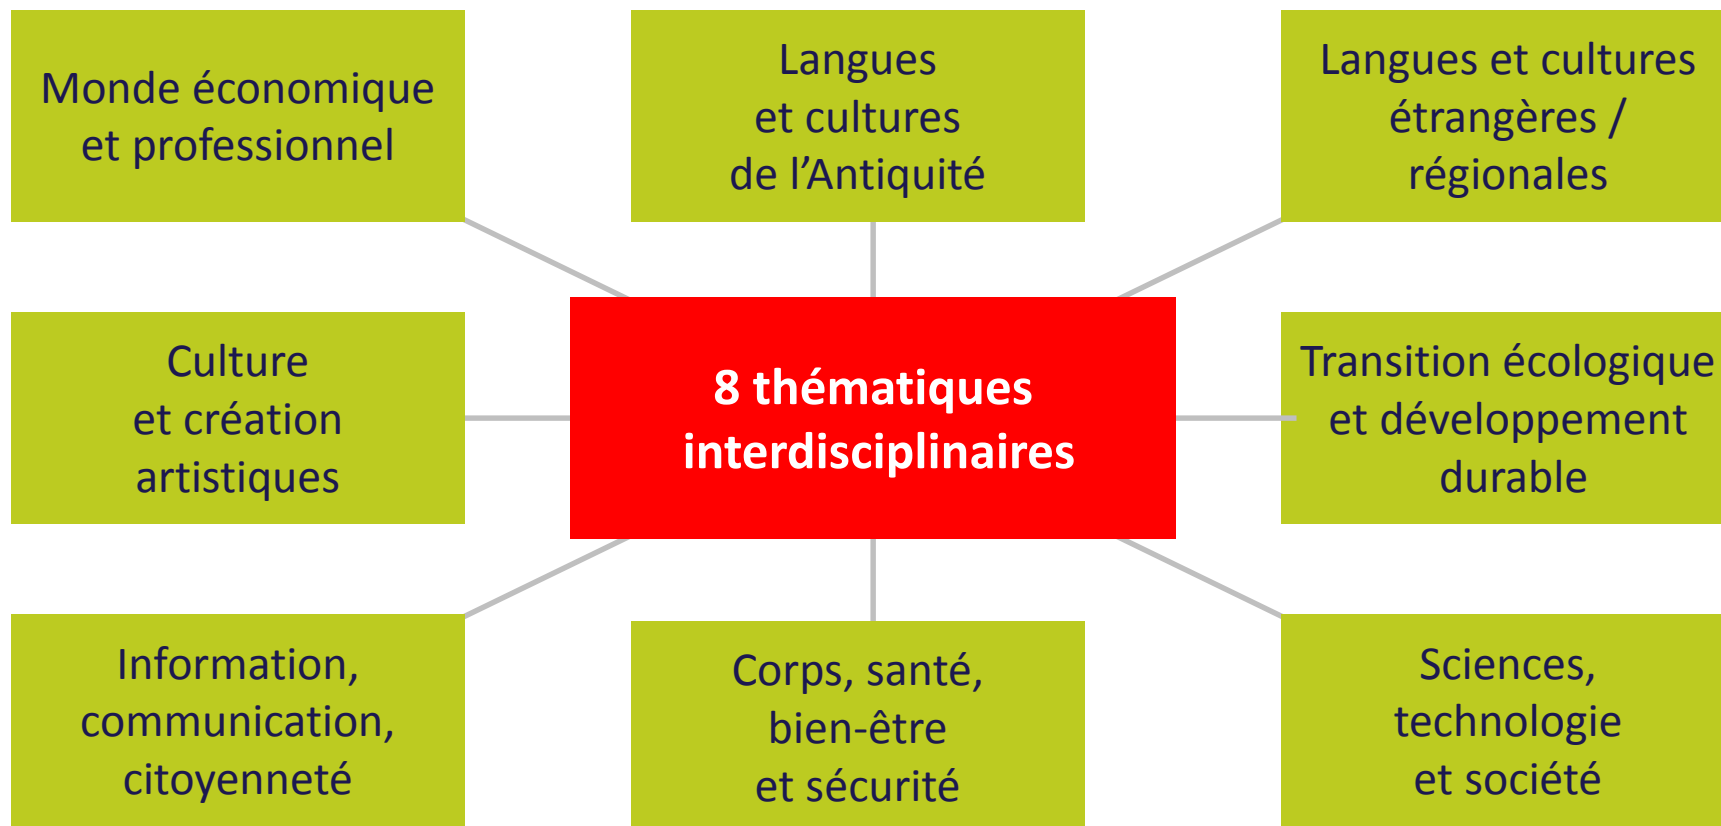 Monde économique
et professionnel
Langues
et cultures
de l’Antiquité
Langues et cultures
étrangères /
régionales
Culture
et création
artistiques
8 thématiques
interdisciplinaires
Transition écologique
et développement
durable
Information,
communication,
citoyenneté
Corps, santé,
bien-être
et sécurité
Sciences,
technologie
et société